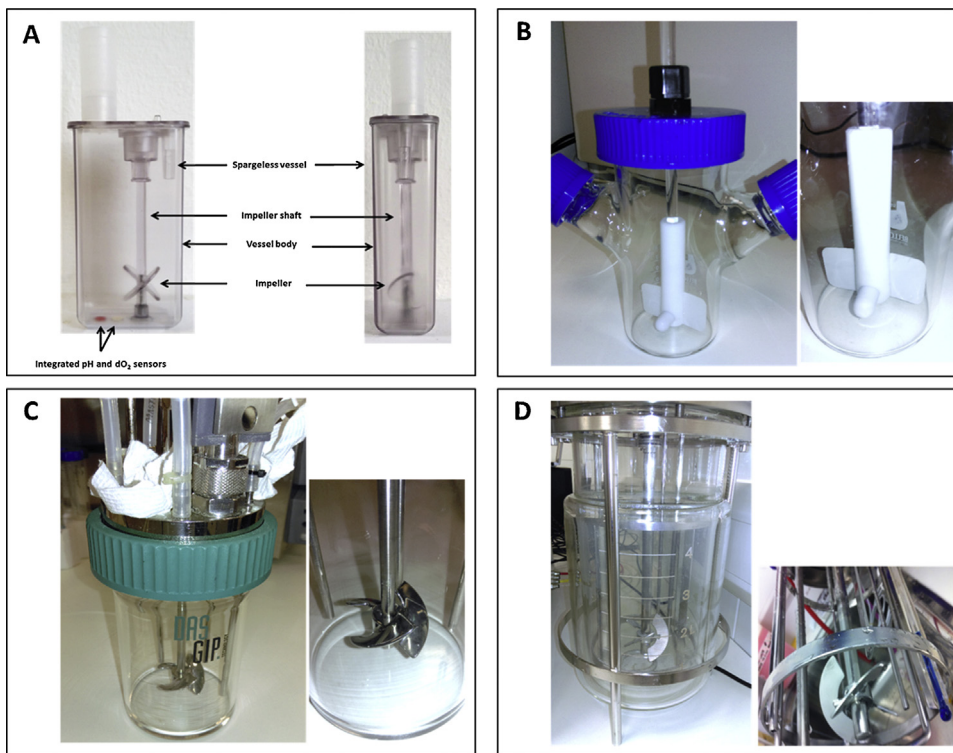 A
Spargeless vessel
Impeller shaft
Vessel body
Impeller
Integrated pH and dO₂ sensors
B
C
DAS
GIP
D
4
3
2